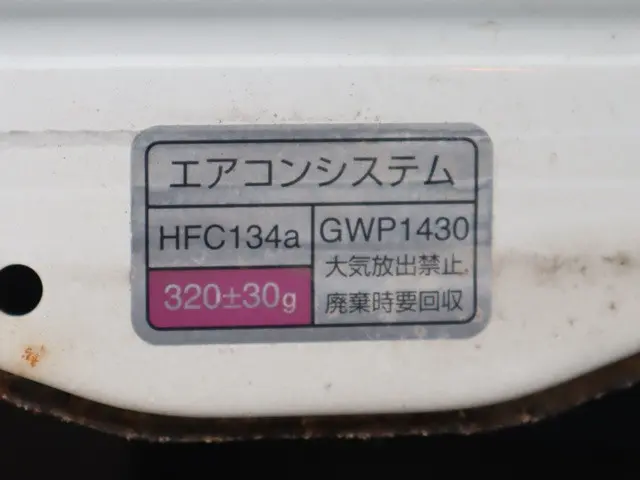 エアコンシステム
HFC134a
320±30g
GWP1430
大気放出禁止
廃棄時要回収